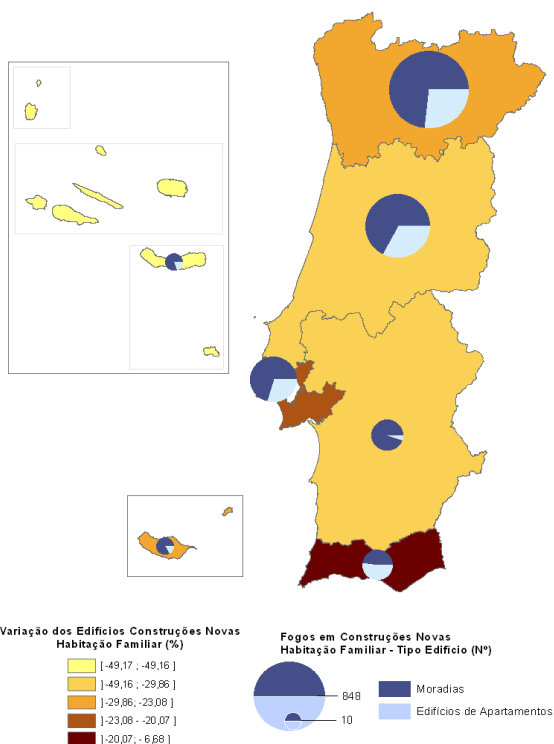 Variação dos Edifícios Construções Novas
Habitação Familiar (%)
[ -49,17 ; -49,16 ]
] -49,16 ; -29,86 ]
] -29,86; -23,08 ]
] -23,08 ; -20,07 ]
] -20,07; - 6,68 ]
Fogos em Construções Novas
Habitação Familiar - Tipo Edifício (Nº)
848
10
Moradias
Edifícios de Apartamentos